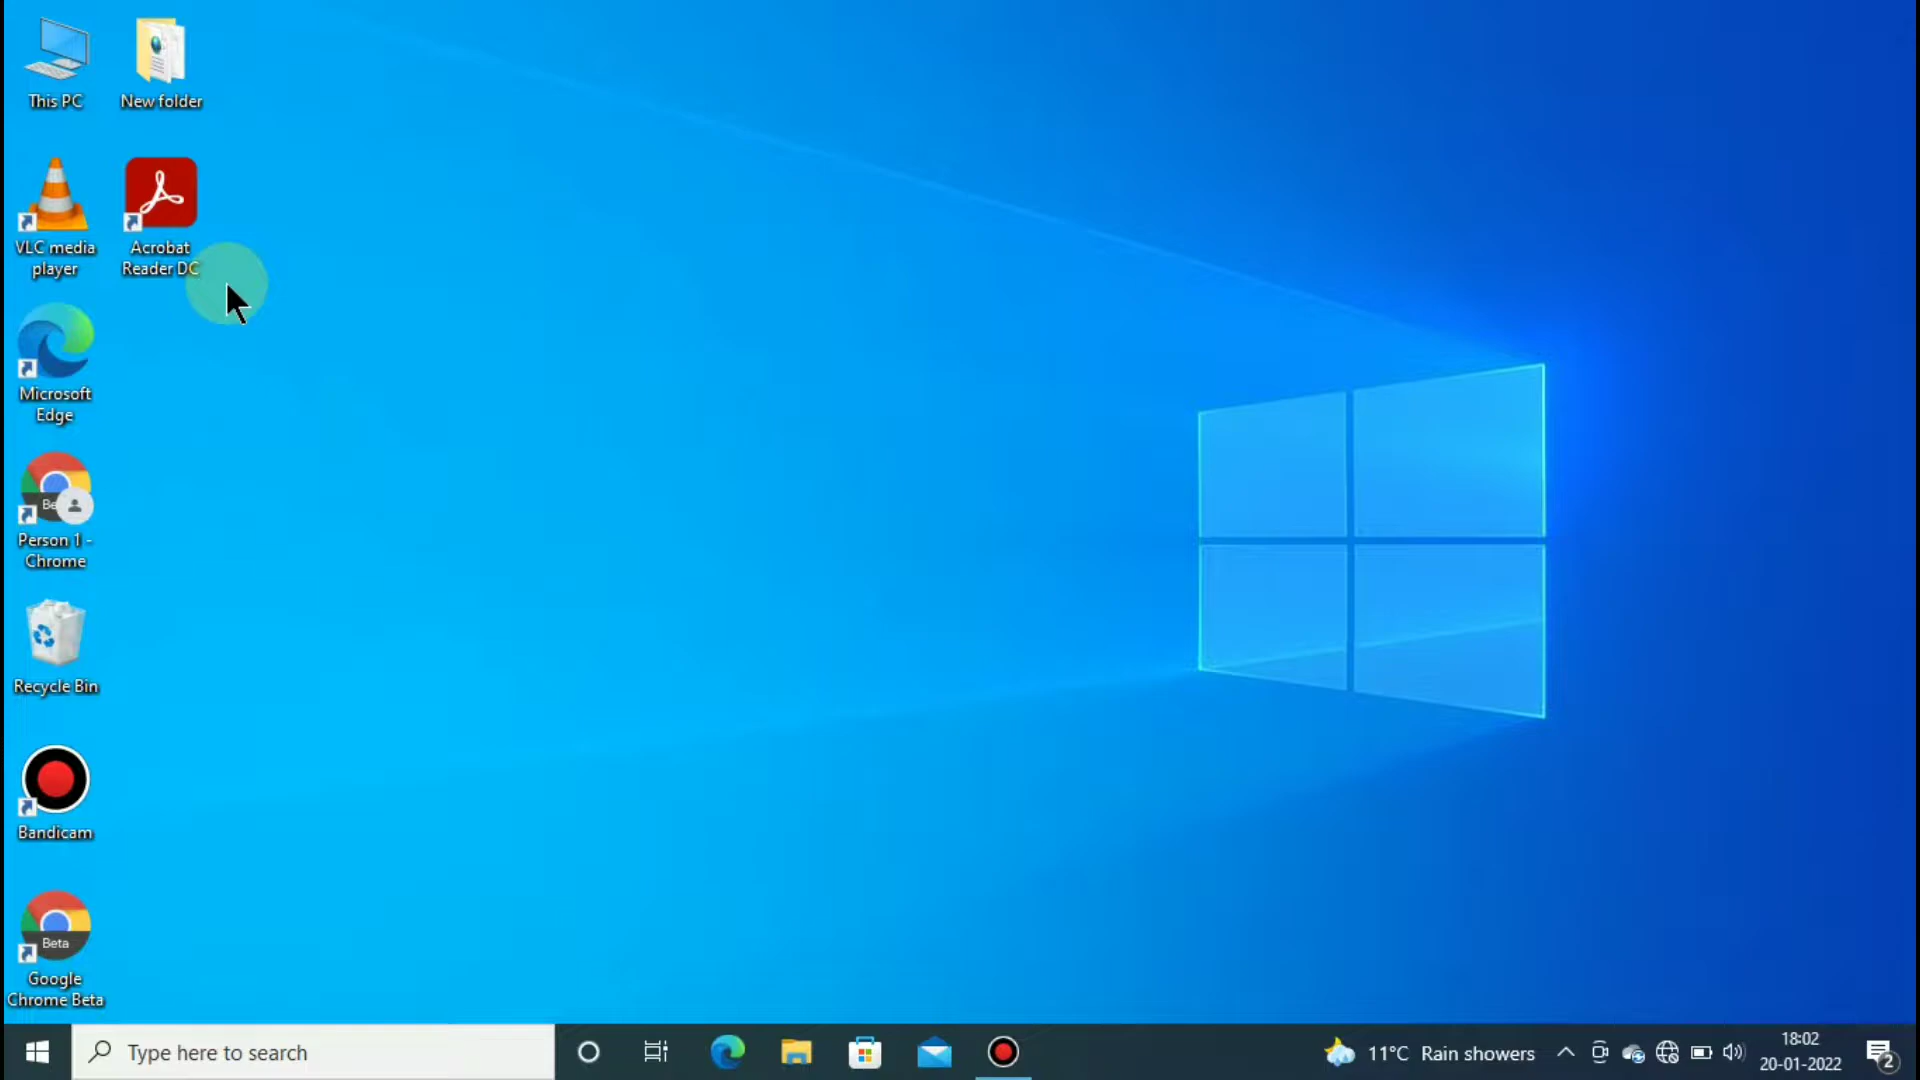 This PC
New folder
VLC media
player
Acrobat
Reader DC
Microsoft
Edge
Person 1 -
Chrome
Recycle Bin
Bandicam
Beta
Google
Chrome Beta
Type here to search
11°C Rain showers
18:02
20-01-2022
2